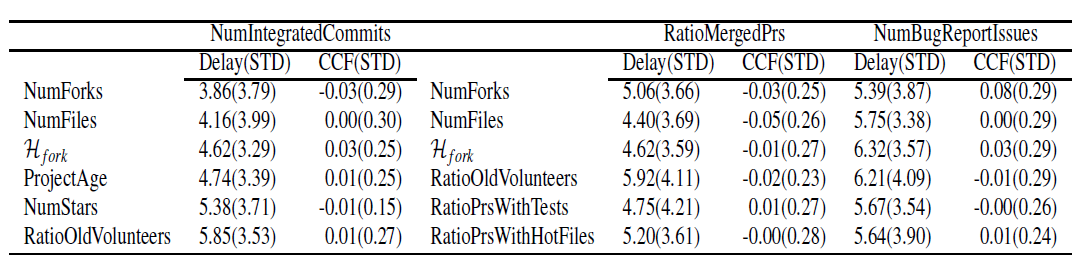 NumIntegratedCommits RatioMergedPrs NumBugReportIssues
Delay(STD) CCF(STD) Delay(STD) CCF(STD) Delay(STD) CCF(STD)
NumForks 3.86(3.79) -0.03(0.29) NumForks 5.06(3.66) -0.03(0.25) 5.39(3.87) 0.08(0.29)
NumFiles 4.16(3.99) 0.00(0.30) NumFiles 4.40(3.69) -0.05(0.26) 5.75(3.38) 0.00(0.29)
ℋfork 4.62(3.29) 0.03(0.25) ℋfork 4.62(3.59) -0.01(0.27) 6.32(3.57) 0.03(0.29)
ProjectAge 4.74(3.39) 0.01(0.25) RatioOldVolunteers 5.92(4.11) -0.02(0.23) 6.21(4.09) -0.01(0.29)
NumStars 5.38(3.71) -0.01(0.15) RatioPrsWithTests 4.75(4.21) 0.01(0.27) 5.67(3.54) -0.00(0.26)
RatioOldVolunteers 5.85(3.53) 0.01(0.27) RatioPrsWithHotFiles 5.20(3.61) -0.00(0.28) 5.64(3.90) 0.01(0.24)